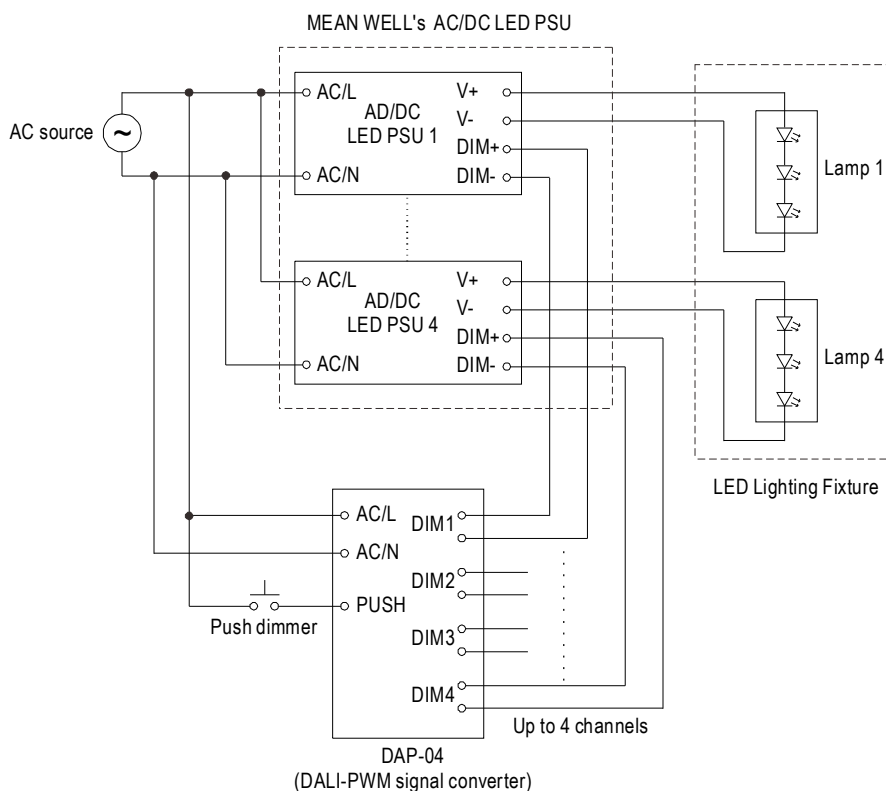 MEAN WELL's AC/DC LED PSU
AC source
~
AC/L
AD/DC
LED PSU 1
AC/N
V+
V-
DIM+
DIM-
Lamp 1
AC/L
AD/DC
LED PSU 4
AC/N
V+
V-
DIM+
DIM-
Lamp 4
LED Lighting Fixture
AC/L
AC/N
PUSH
Push dimmer
DIM1
DIM2
DIM3
DIM4
Up to 4 channels
DAP-04
(DALI-PWM signal converter)